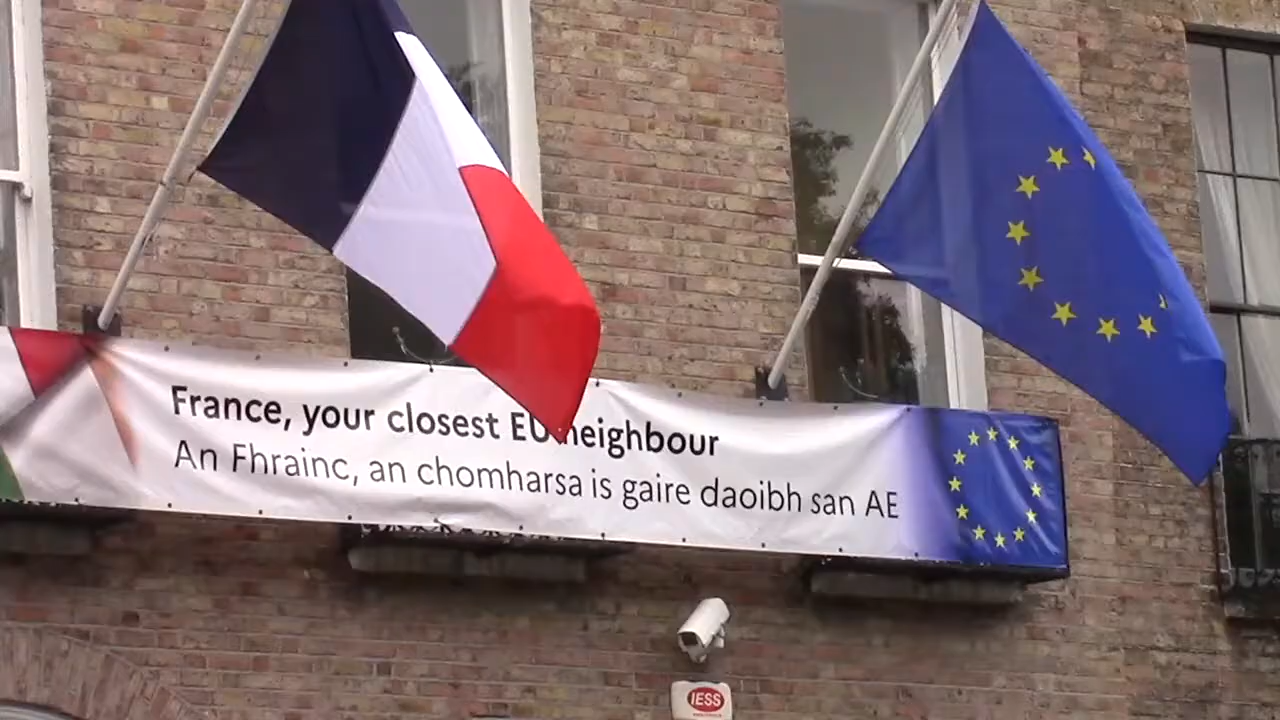 France, your closest EU neighbour
An Fhrainc, an chomharsa is gaire daoibh san AE
IESS